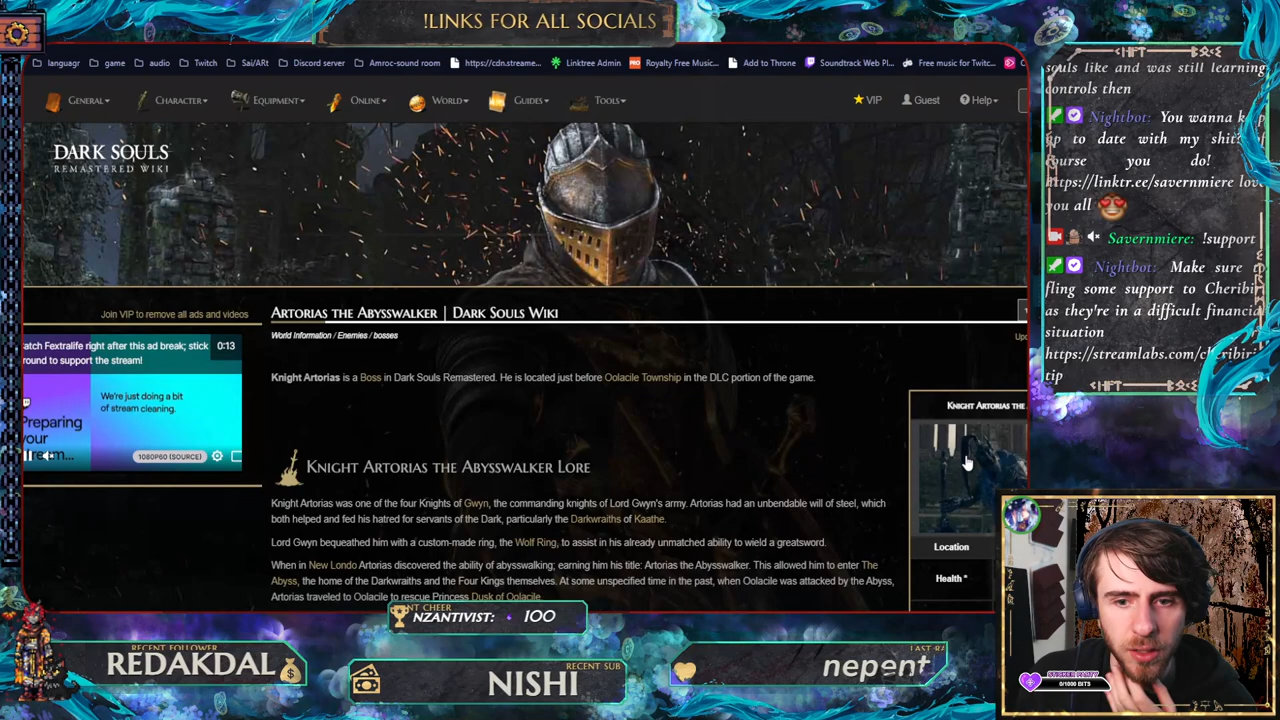 !LINKS FOR ALL SOCIALS
languagr game audio Twitch Sai/ARt Discord server Amroc-sound room https://cdn.streame... Linktree Admin Royalty Free Music... Add to Throne Soundtrack Web Pl... Free music for Twitc...
GENERAL CHARACTER EQUIPMENT ONLINE WORLD GUIDES TOOLS VIP Guest Help
DARK SOULS
REMASTERED WIKI
Join VIP to remove all ads and videos
atch Fextralife right after this ad break; stick
round to support the stream!
0:13
We're just doing a bit
of stream cleaning.
Preparing
your
1080P60 (SOURCE)
ARTORIAS THE ABYSSWALKER | DARK SOULS WIKI
World Information / Enemies / bosses
Knight Artorias is a Boss in Dark Souls Remastered. He is located just before Oolacile Township in the DLC portion of the game.
KNIGHT ARTORIAS THE
Location
Health *
KNIGHT ARTORIAS THE ABYSSWALKER LORE
Knight Artorias was one of the four Knights of Gwyn, the commanding knights of Lord Gwyn's army. Artorias had an unbendable will of steel, which
both helped and fed his hatred for servants of the Dark, particularly the Darkwraiths of Kaathe.
Lord Gwyn bequeathed him with a custom-made ring, the Wolf Ring, to assist in his already unmatched ability to wield a greatsword.
When in New Londo Artorias discovered the ability of abysswalking; earning him his title: Artorias the Abysswalker. This allowed him to enter The
Abyss, the home of the Darkwraiths and the Four Kings themselves. At some unspecified time in the past, when Oolacile was attacked by the Abyss,
Artorias traveled to Oolacile to rescue Princess Dusk of Oolacile.
souls like and was still learning
controls then
Nightbot: You wanna
to date with my
you do!
https://linktr.ee/savernmiere love
you all
Savernmiere: !support
Nightbot: Make sure
fling some support to
as they're in a difficult financial
situation
tip
NT CHEER
NZANTIVIST: 100
RECENT FOLLOWER
REDAKDAL
RECENT SUB
NISHI
nepent
STICKER PARTY
0/1000 BITS